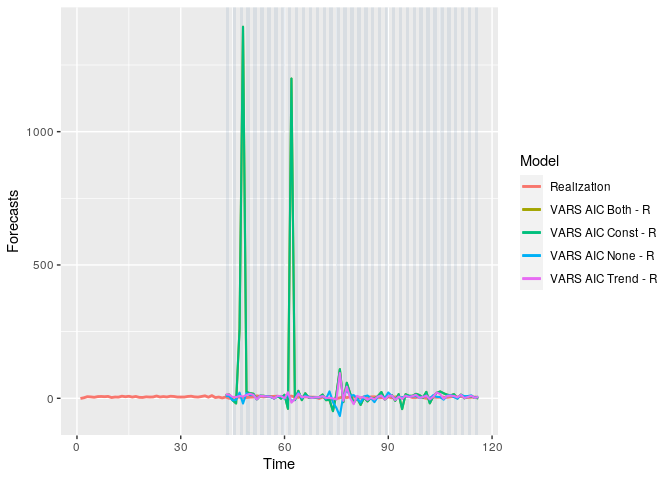 1000
500
0
Forecasts
0 30 60 90 120
Time
Model
Realization
VARS AIC Both - R
VARS AIC Const - R
VARS AIC None - R
VARS AIC Trend - R